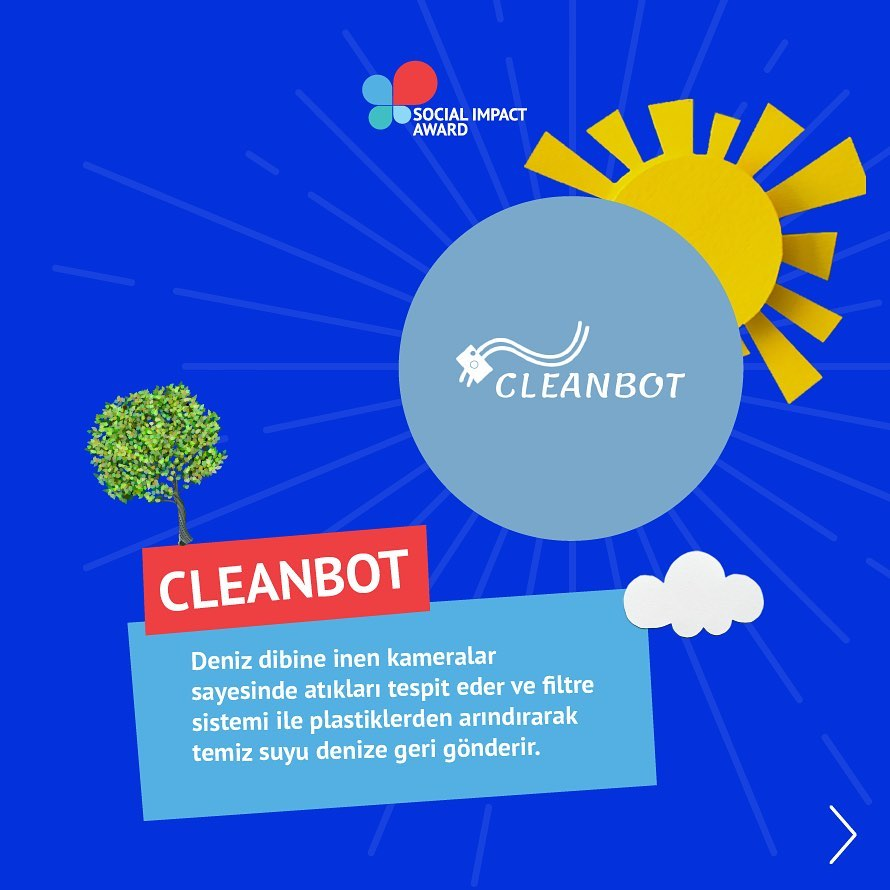 SOCIAL IMPACT
AWARD
CLEANBOT
CLEANBOT
Deniz dibine inen kameralar
sayesinde atıkları tespit eder ve filtre
sistemi ile plastiklerden arındırarak
temiz suyu denize geri gönderir.